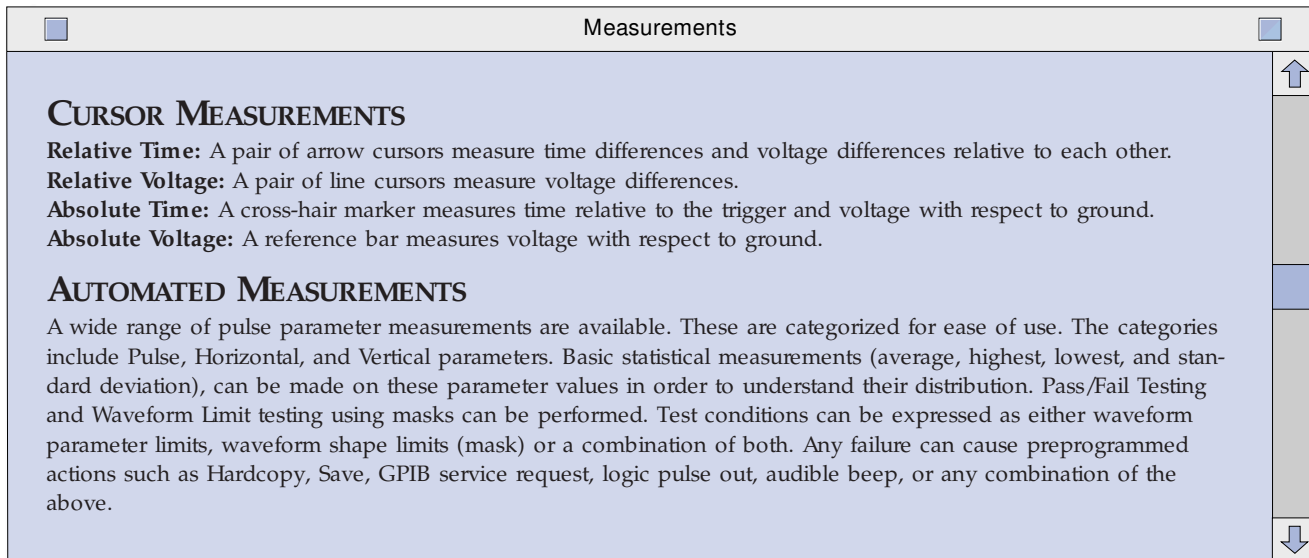 Measurements
CURSOR MEASUREMENTS
Relative Time: A pair of arrow cursors measure time differences and voltage differences relative to each other.
Relative Voltage: A pair of line cursors measure voltage differences.
Absolute Time: A cross-hair marker measures time relative to the trigger and voltage with respect to ground.
Absolute Voltage: A reference bar measures voltage with respect to ground.
AUTOMATED MEASUREMENTS
A wide range of pulse parameter measurements are available. These are categorized for ease of use. The categories
include Pulse, Horizontal, and Vertical parameters. Basic statistical measurements (average, highest, lowest, and stan-
dard deviation), can be made on these parameter values in order to understand their distribution. Pass/Fail Testing
and Waveform Limit testing using masks can be performed. Test conditions can be expressed as either waveform
parameter limits, waveform shape limits (mask) or a combination of both. Any failure can cause preprogrammed
actions such as Hardcopy, Save, GPIB service request, logic pulse out, audible beep, or any combination of the
above.